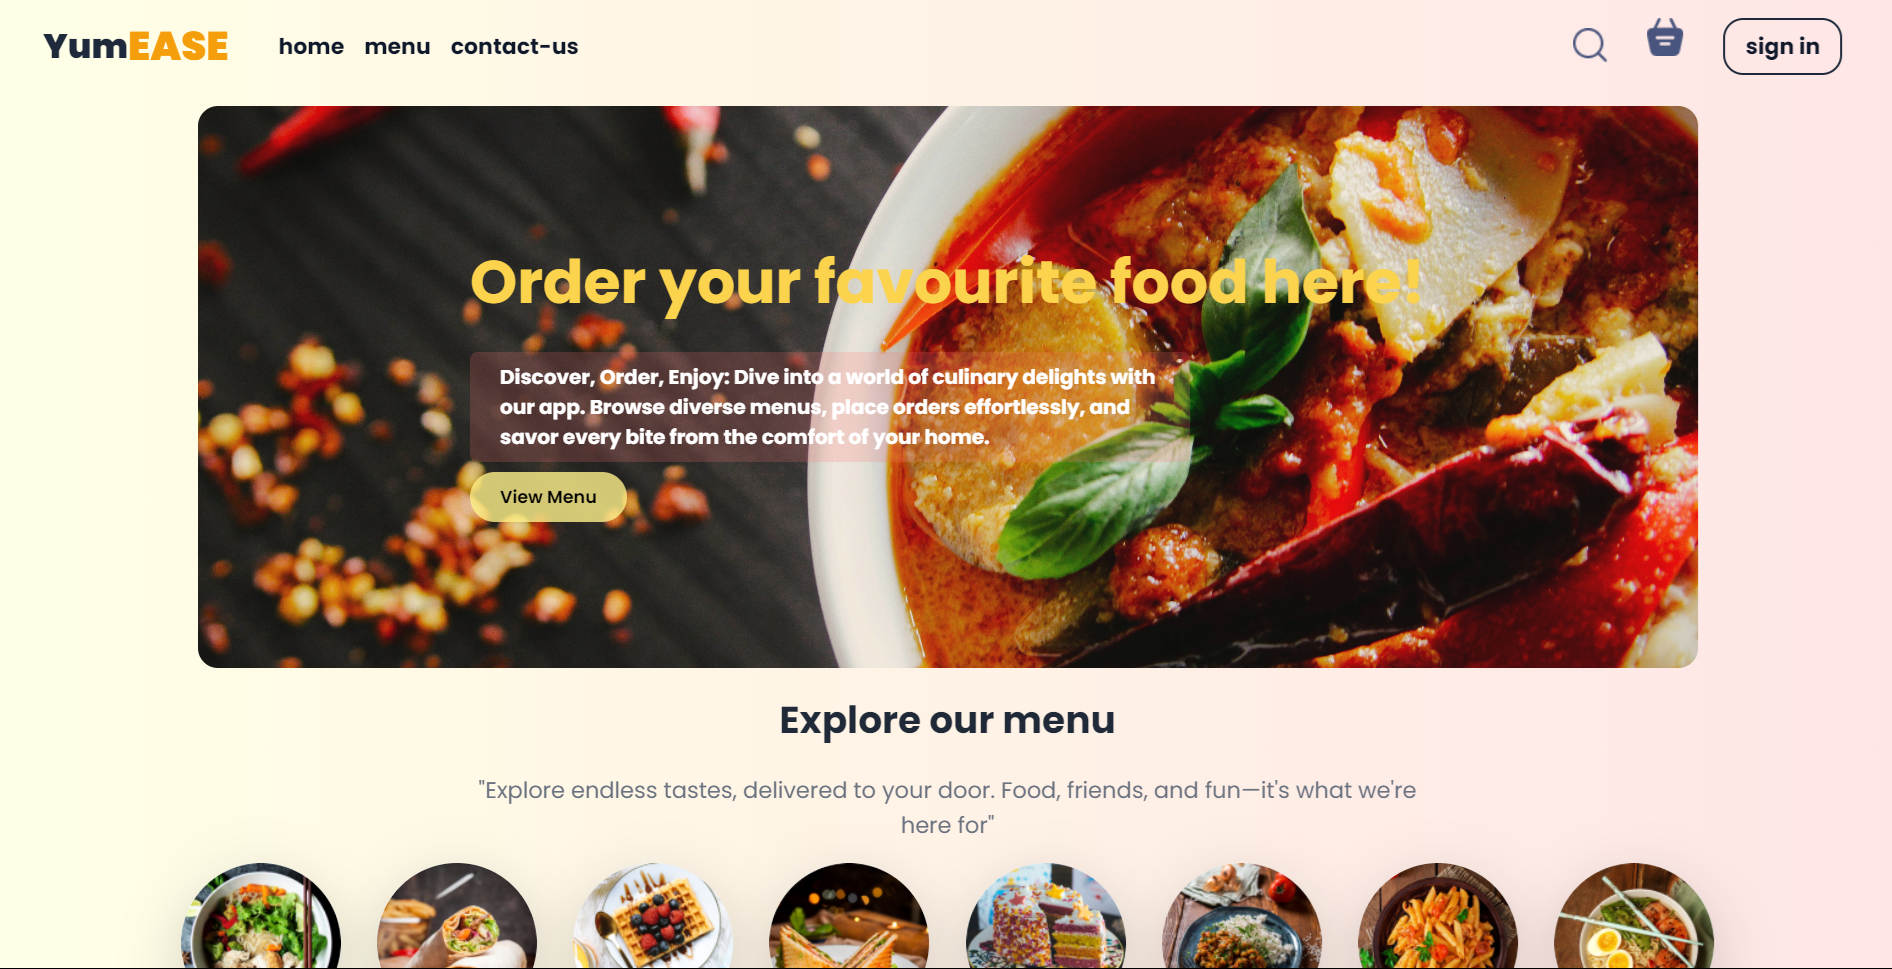 YumEASE
home menu contact-us
sign in
Order your favourite food here!
Discover, Order, Enjoy: Dive into a world of culinary delights with
our app. Browse diverse menus, place orders effortlessly, and
savor every bite from the comfort of your home.
View Menu
Explore our menu
"Explore endless tastes, delivered to your door. Food, friends, and fun—it's what we're
here for"